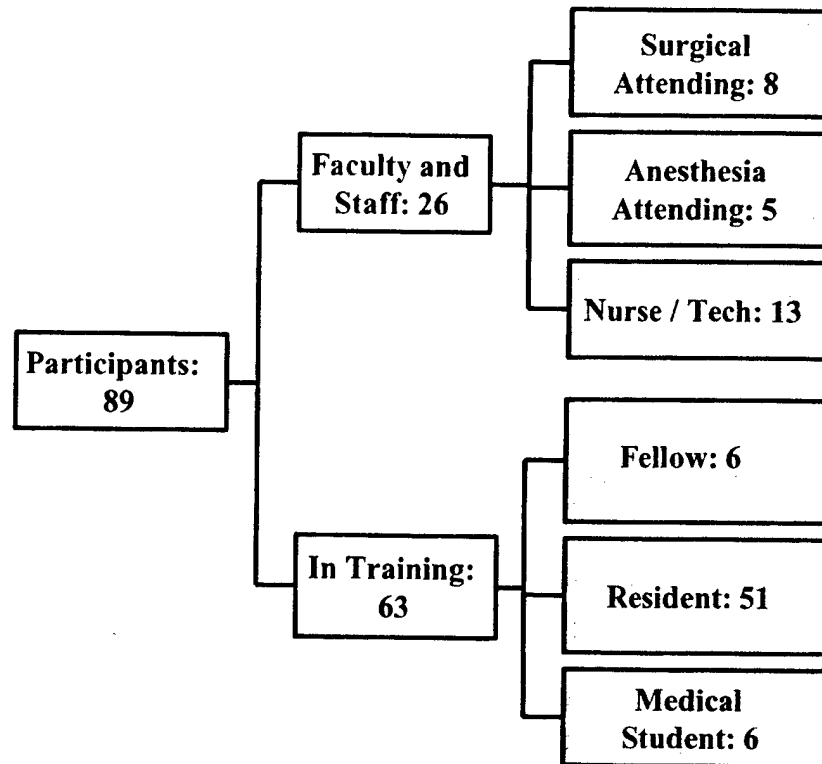 Surgical
Attending: 8
Faculty and
Staff: 26
Anesthesia
Attending: 5
Nurse / Tech: 13
Participants:
89
Fellow: 6
In Training:
63
Resident: 51
Medical
Student: 6